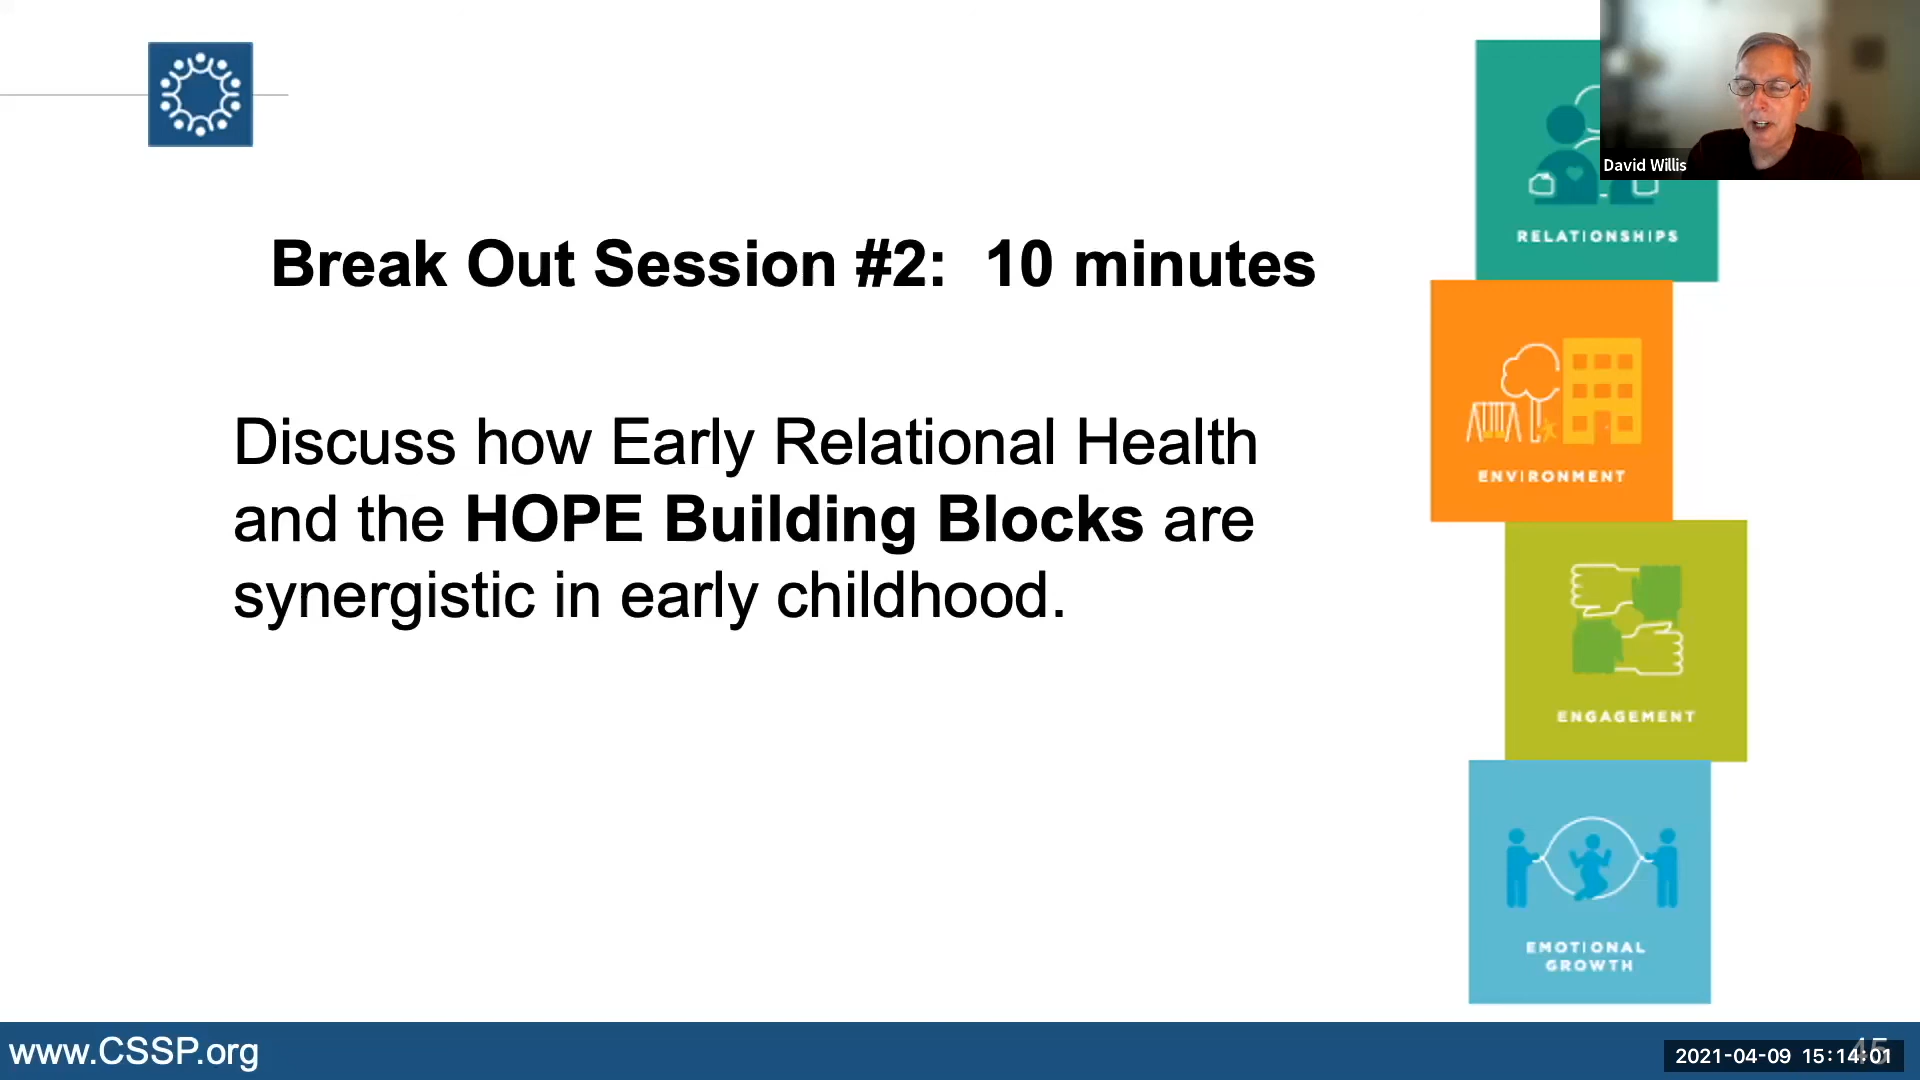 David Willis
RELATIONSHIPS
Break Out Session #2: 10 minutes
ENVIRONMENT
Discuss how Early Relational Health
and the HOPE Building Blocks are
synergistic in early childhood.
ENGAGEMENT
EMOTIONAL
GROWTH
www.CSSP.org
45
2021-04-09 15:14:01